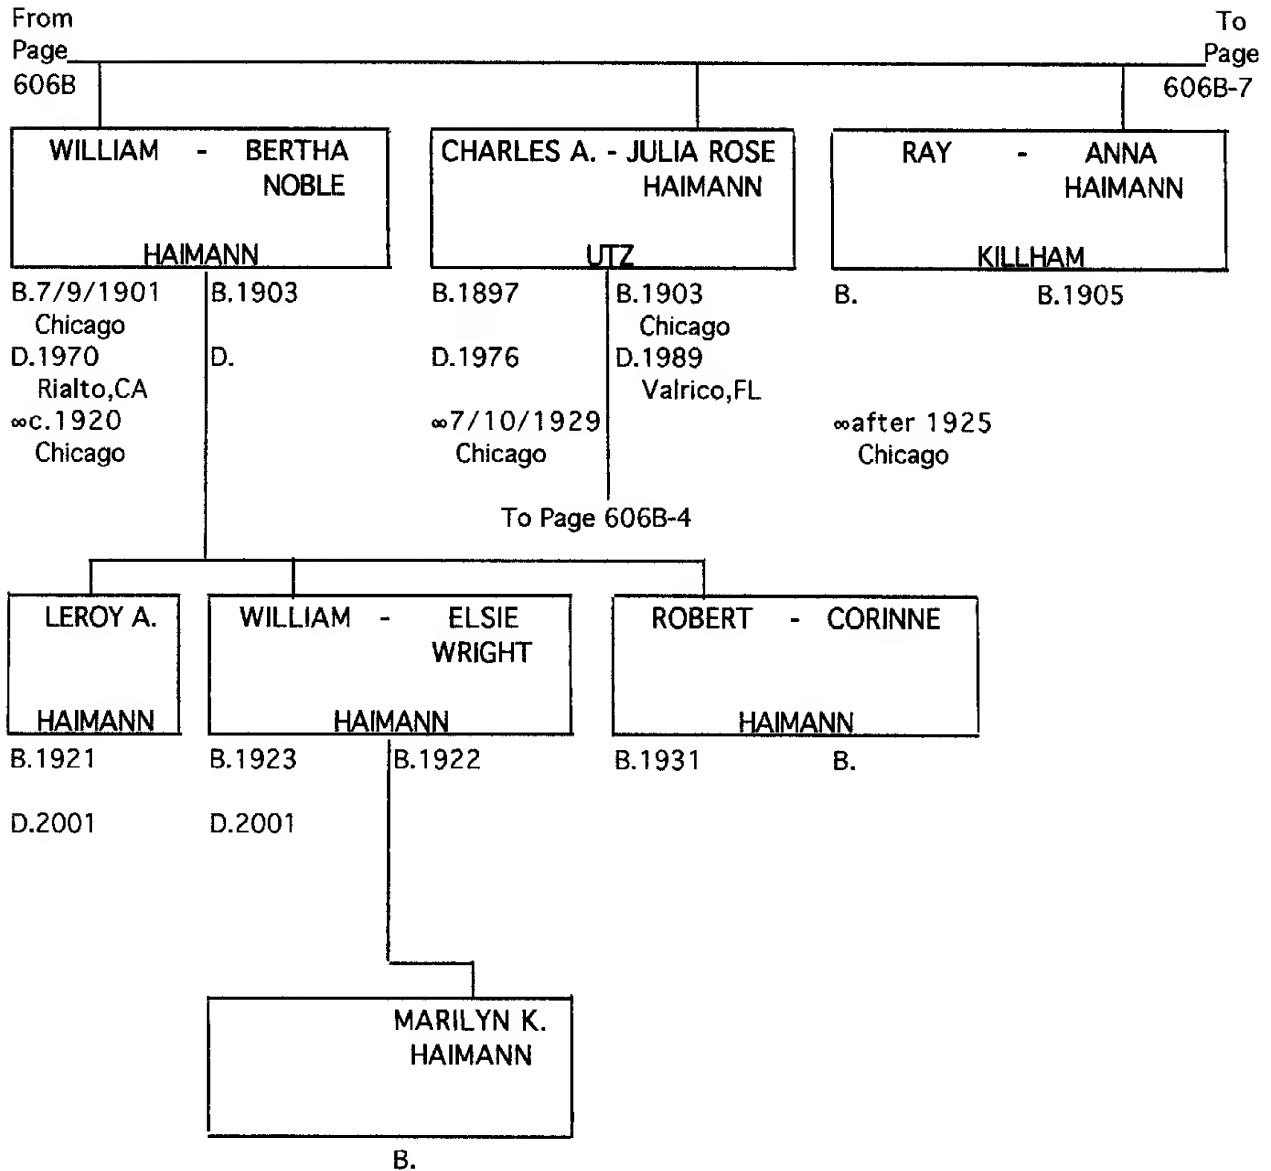 From
Page
606B
To
Page
606B-7
WILLIAM - BERTHA
NOBLE
HAIMANN
CHARLES A. - JULIA ROSE
HAIMANN
UTZ
RAY - ANNA
HAIMANN
KILLHAM
B.7/9/1901 B.1903
Chicago
D.1970 D.
Rialto,CA
∞c.1920
Chicago
B.1897 B.1903
Chicago
D.1976 D.1989
Valrico,FL
∞7/10/1929
Chicago
B. B.1905
∞after 1925
Chicago
To Page 606B-4
LEROY A.
HAIMANN
WILLIAM - ELSIE
WRIGHT
HAIMANN
ROBERT - CORINNE
HAIMANN
B.1921
D.2001
B.1923 B.1922
D.2001
B.1931 B.
MARILYN K.
HAIMANN
B.